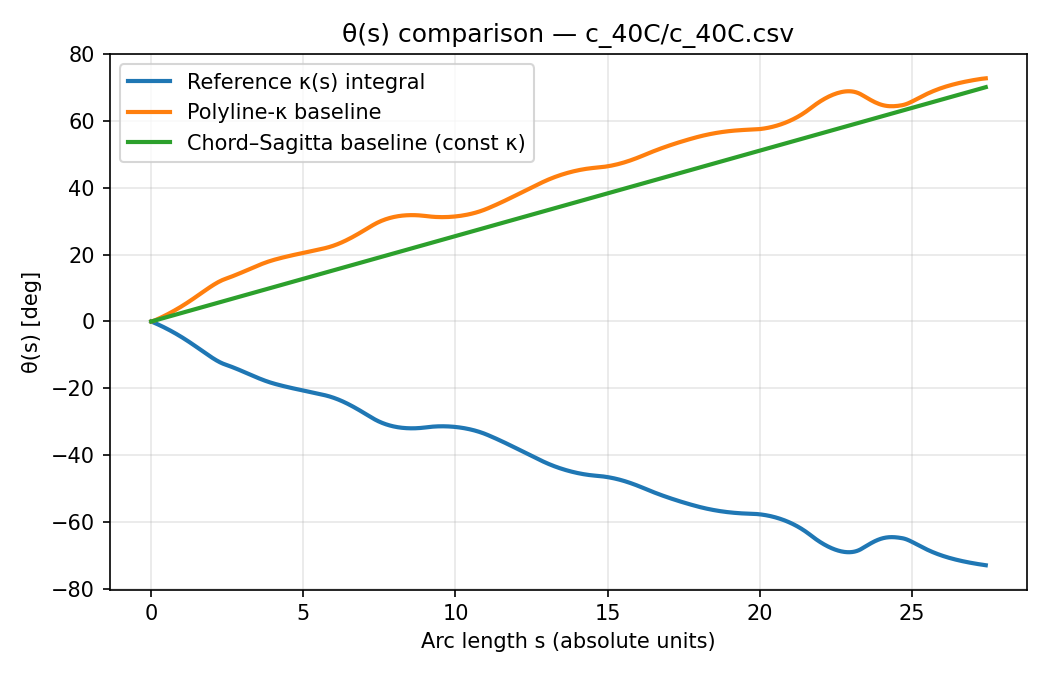 θ(s) comparison — c_40C/c_40C.csv
Reference κ(s) integral
Polyline-κ baseline
Chord–Sagitta baseline (const κ)
80
60
40
20
0
−20
−40
−60
−80
θ(s) [deg]
0 5 10 15 20 25
Arc length s (absolute units)